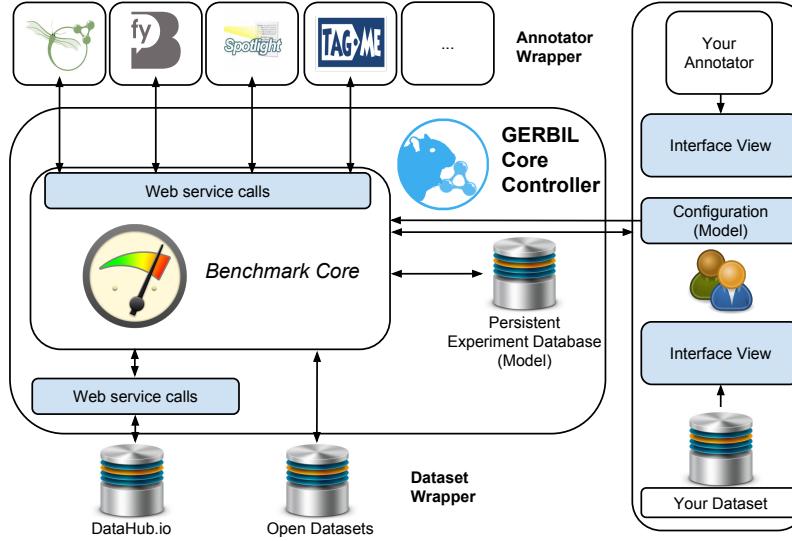 fy
Spotlight
TAG ME
...
Annotator
Wrapper
Your
Annotator
GERBIL
Core
Controller
Interface View
Web service calls
Configuration
(Model)
Benchmark Core
Persistent
Experiment Database
(Model)
Interface View
Web service calls
Dataset
Wrapper
Your Dataset
DataHub.io
Open Datasets